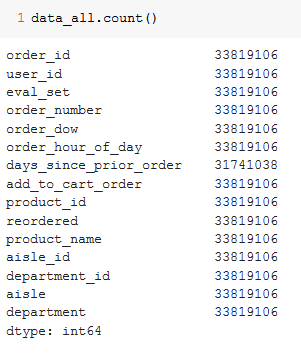 1 data_all.count()
order_id 33819106
user_id 33819106
eval_set 33819106
order_number 33819106
order_dow 33819106
order_hour_of_day 33819106
days_since_prior_order 31741038
add_to_cart_order 33819106
product_id 33819106
reordered 33819106
product_name 33819106
aisle_id 33819106
department_id 33819106
aisle 33819106
department 33819106
dtype: int64